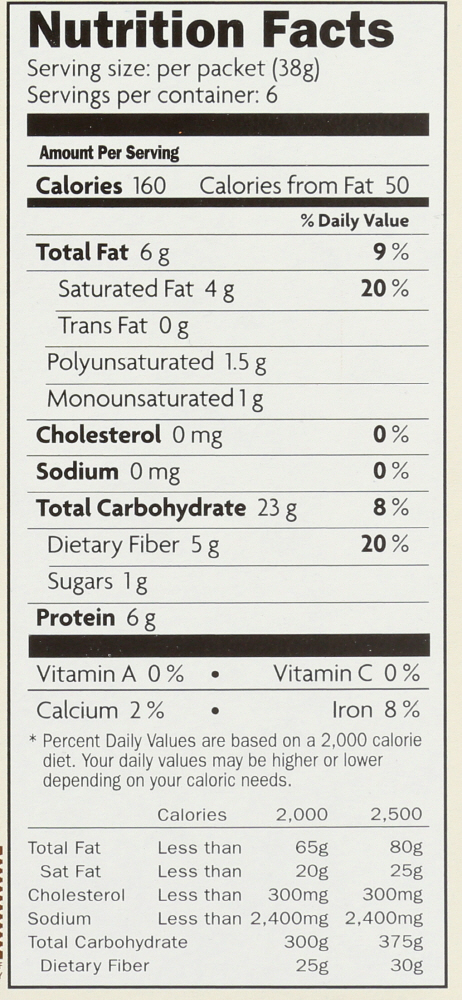 Nutrition Facts
Serving size: per packet (38g)
Servings per container: 6
Amount Per Serving
Calories 160 Calories from Fat 50
% Daily Value
Total Fat 6 g 9 %
Saturated Fat 4 g 20 %
Trans Fat 0 g
Polyunsaturated 1.5 g
Monounsaturated 1 g
Cholesterol 0 mg 0 %
Sodium 0 mg 0 %
Total Carbohydrate 23 g 8 %
Dietary Fiber 5 g 20 %
Sugars 1 g
Protein 6 g
Vitamin A 0 % • Vitamin C 0 %
Calcium 2 % • Iron 8 %
* Percent Daily Values are based on a 2,000 calorie
diet. Your daily values may be higher or lower
depending on your caloric needs.
Calories 2,000 2,500
Total Fat Less than 65g 80g
Sat Fat Less than 20g 25g
Cholesterol Less than 300mg 300mg
Sodium Less than 2,400mg 2,400mg
Total Carbohydrate 300g 375g
Dietary Fiber 25g 30g